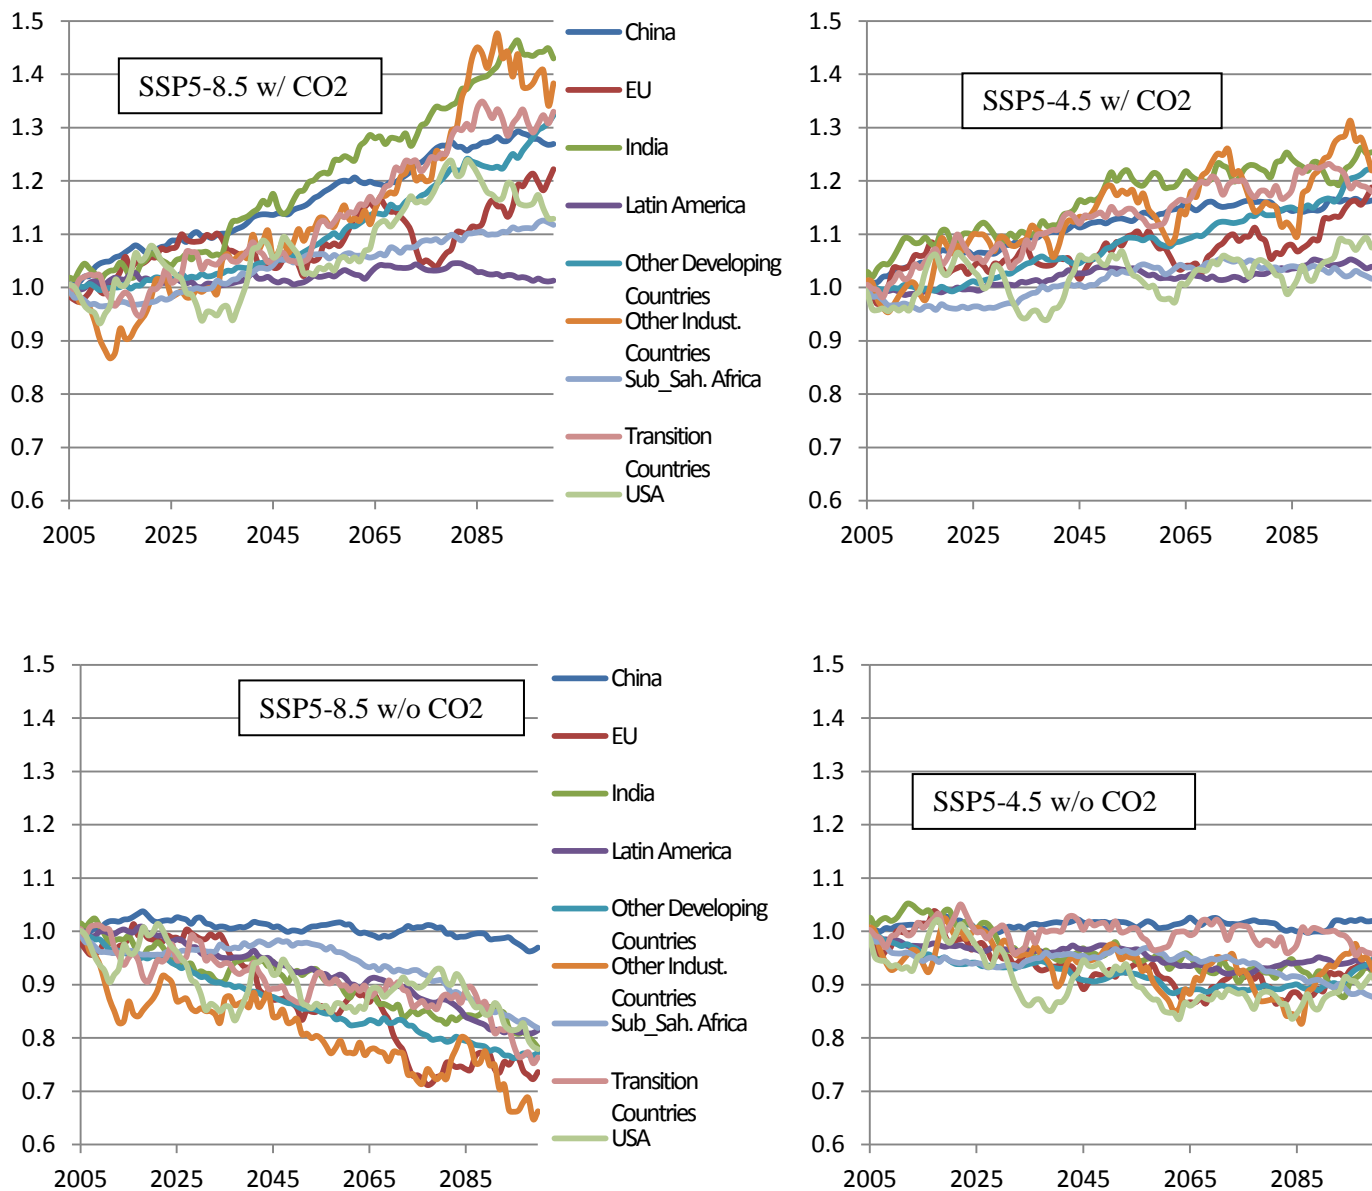 1.5
1.4
1.3
1.2
1.1
1.0
0.9
0.8
0.7
0.6
2005 2025 2045 2065 2085
SSP5-8.5 w/ CO2
China
EU
India
Latin America
Other Developing
Countries
Other Indust.
Countries
Sub_Sah. Africa
Transition
Countries
USA
1.5
1.4
1.3
1.2
1.1
1.0
0.9
0.8
0.7
0.6
2005 2025 2045 2065 2085
SSP5-4.5 w/ CO2
1.5
1.4
1.3
1.2
1.1
1.0
0.9
0.8
0.7
0.6
2005 2025 2045 2065 2085
SSP5-8.5 w/o CO2
China
EU
India
Latin America
Other Developing
Countries
Other Indust.
Countries
Sub_Sah. Africa
Transition
Countries
USA
1.5
1.4
1.3
1.2
1.1
1.0
0.9
0.8
0.7
0.6
2005 2025 2045 2065 2085
SSP5-4.5 w/o CO2